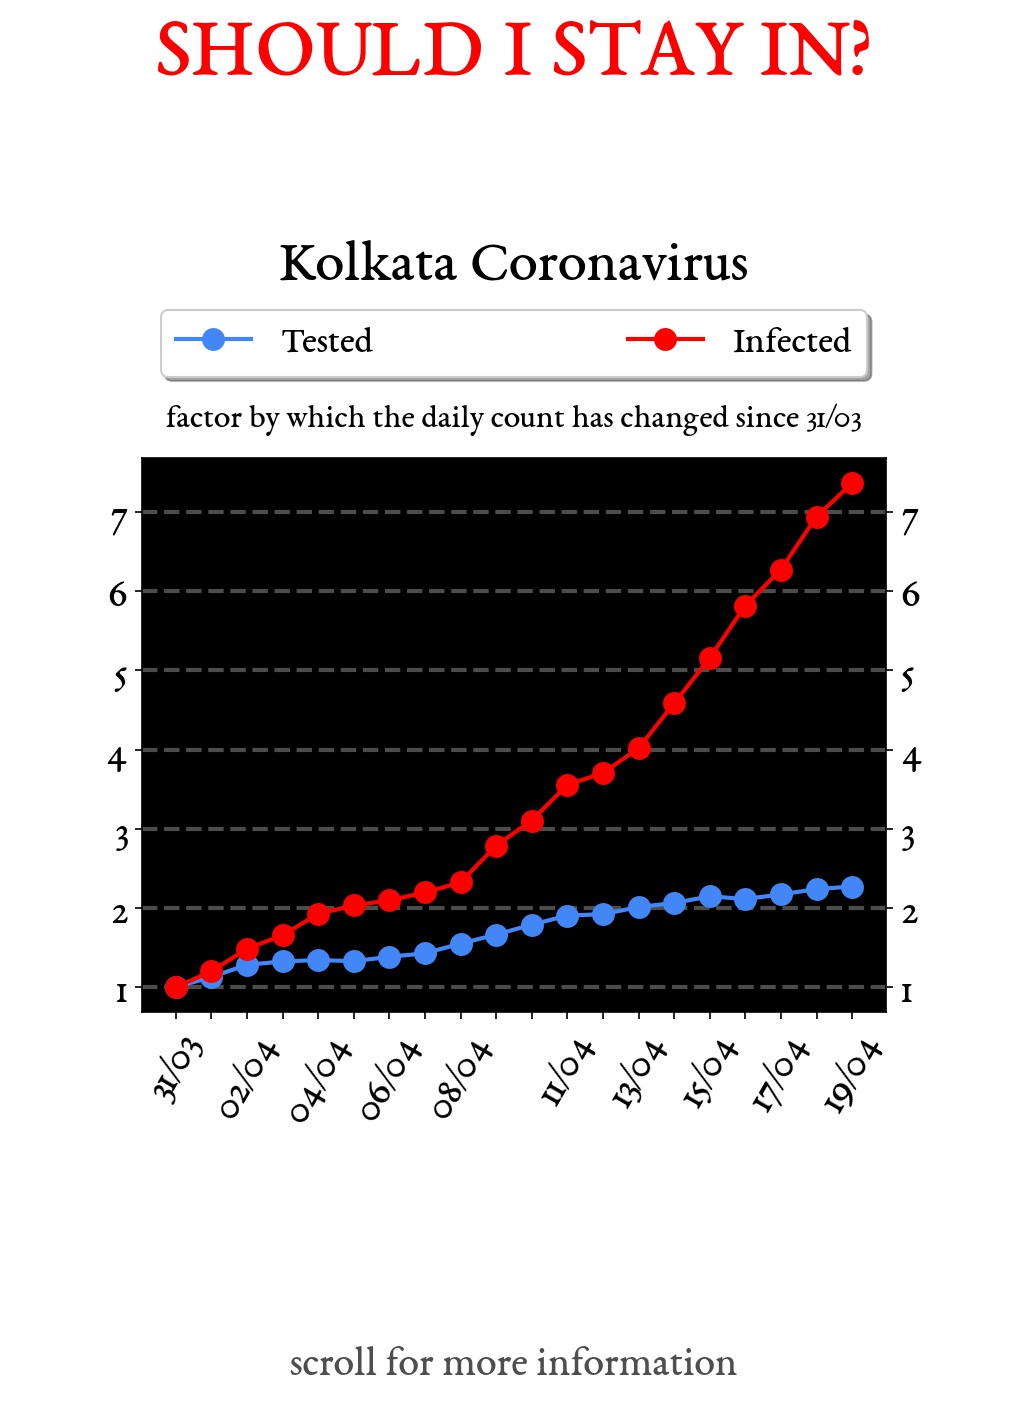 SHOULD I STAY IN?
Kolkata Coronavirus
Tested Infected
factor by which the daily count has changed since 31/03
7 7
6 6
5 5
4 4
3 3
2 2
1 1
31/03 02/04 04/04 06/04 08/04 11/04 13/04 15/04 17/04 19/04
scroll for more information